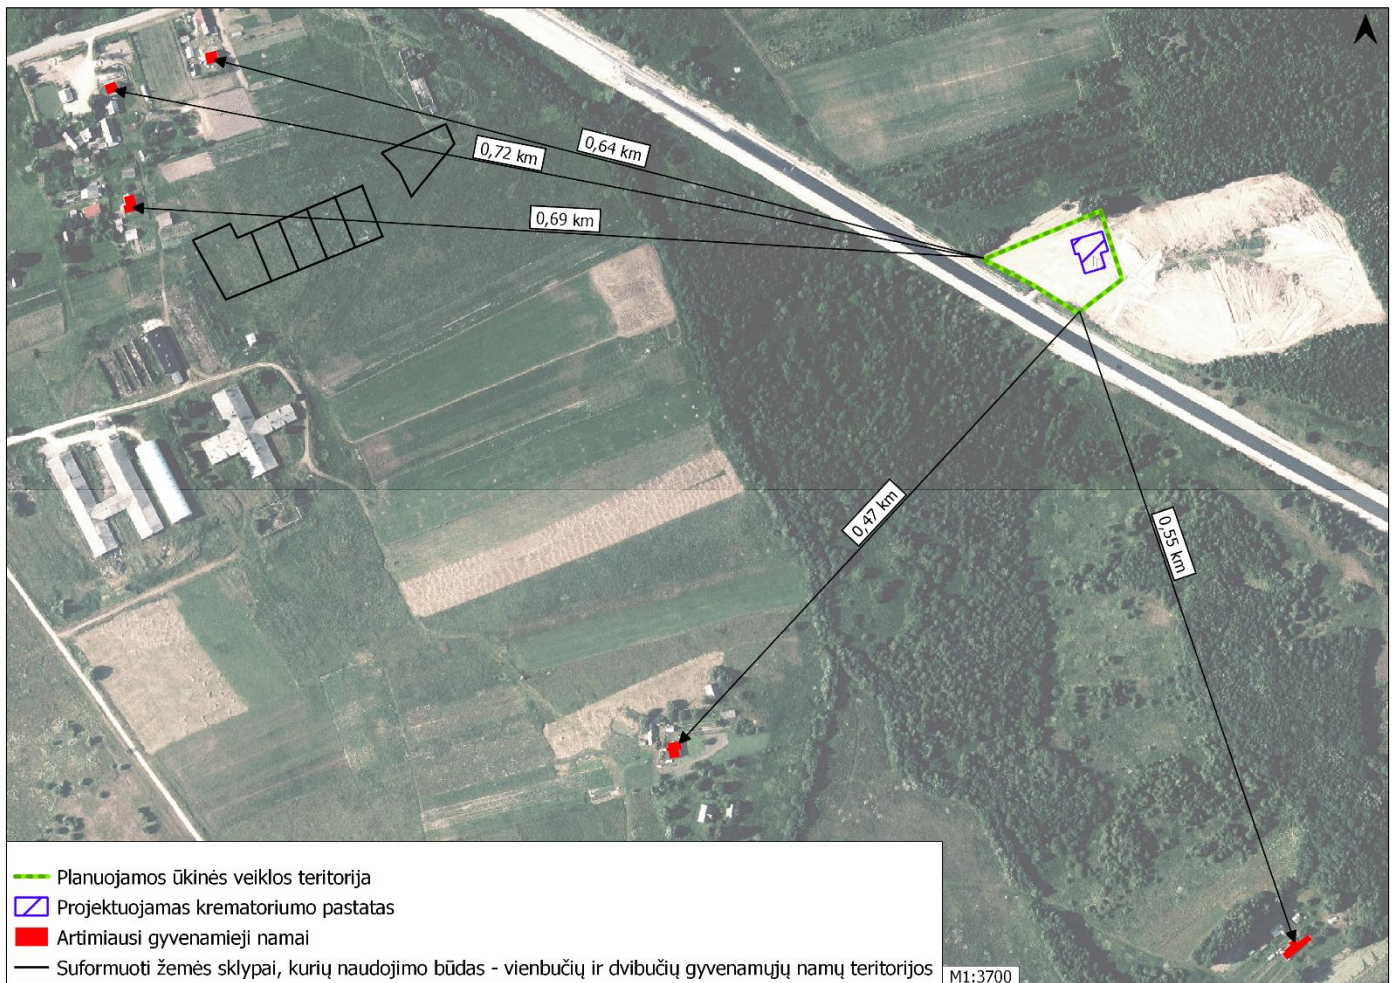 0,64 km
0,72 km
0,69 km
0,47 km
0,55 km
Planuojamos ūkinės veiklos teritorija
Projektuojamas krematoriumo pastatas
Artimiausi gyvenamieji namai
Suformuoti žemės sklypai, kurių naudojimo būdas - vienbučių ir dvibučių gyvenamųjų namų teritorijos
M1:3700